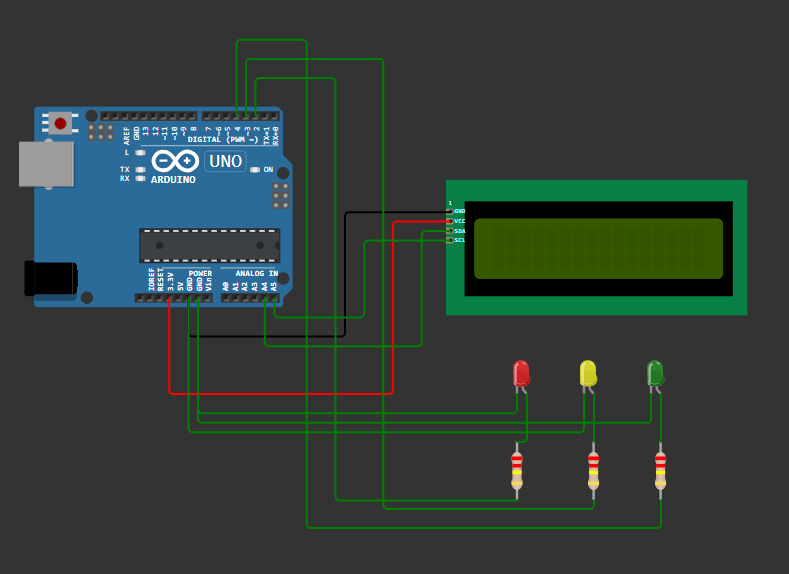 AREF
GND
13
12
~11
~10
~9
8
7
~6
~5
4
~3
2
TX→1
RX←0
DIGITAL (PWM ~)
L
TX
RX
UNO
ON
ARDUINO
1
GND
VCC
SDA
SCL
IOREF
RESET
3.3V
5V
GND
GND
Vin
POWER
ANALOG IN
A0
A1
A2
A3
A4
A5